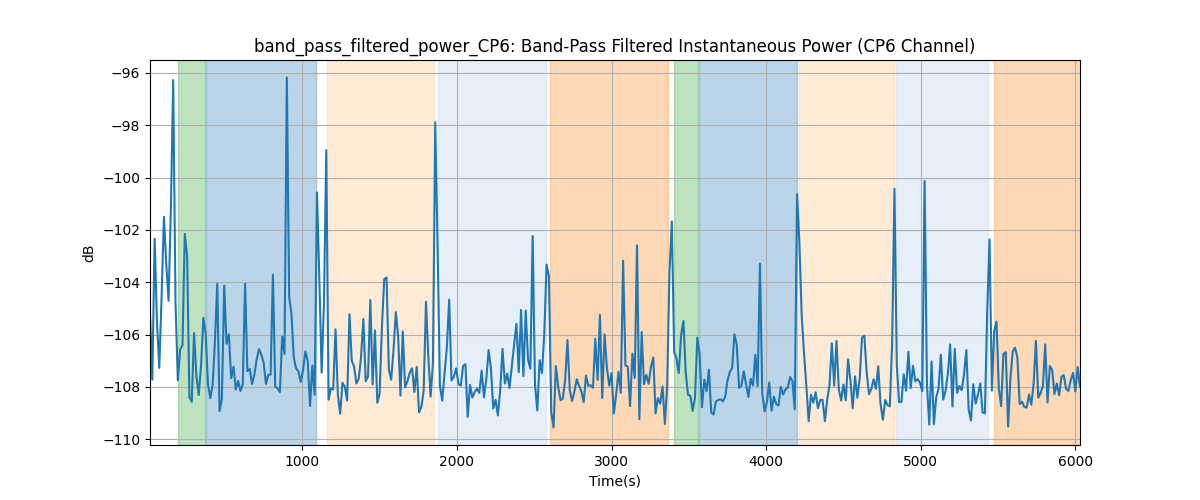 band_pass_filtered_power_CP6: Band-Pass Filtered Instantaneous Power (CP6 Channel)
dB
−96
−98
−100
−102
−104
−106
−108
−110
1000 2000 3000 4000 5000 6000
Time(s)